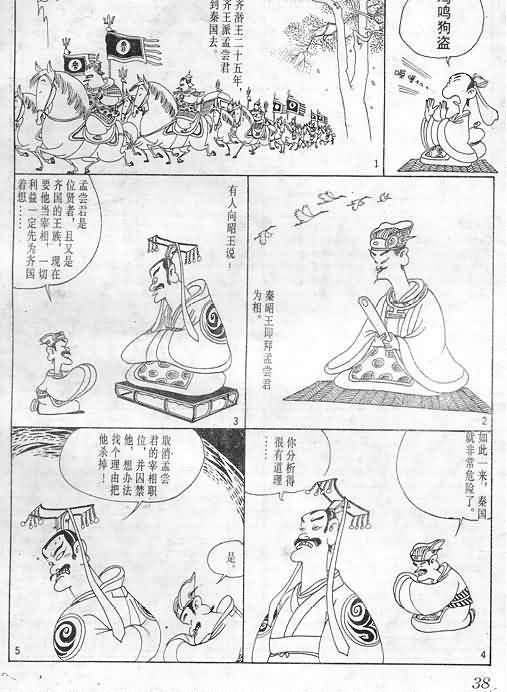 鸣狗盗
喔……
齐湣王二十五年，
齐王派孟尝君
到秦国去。
1
秦昭王即拜孟尝君
为相。
2
有人向昭王说：
孟尝君是
位贤者，且又是
齐国的王族，现在
要他当宰相，一切
利益一定先为齐国
着想……
3
如此一来，秦国
就非常危险了。
你分析得
很有道理
……
4
取消孟尝
君的宰相职
位，并囚禁
他，想办法
找个理由把
他杀掉！
是。
5
38